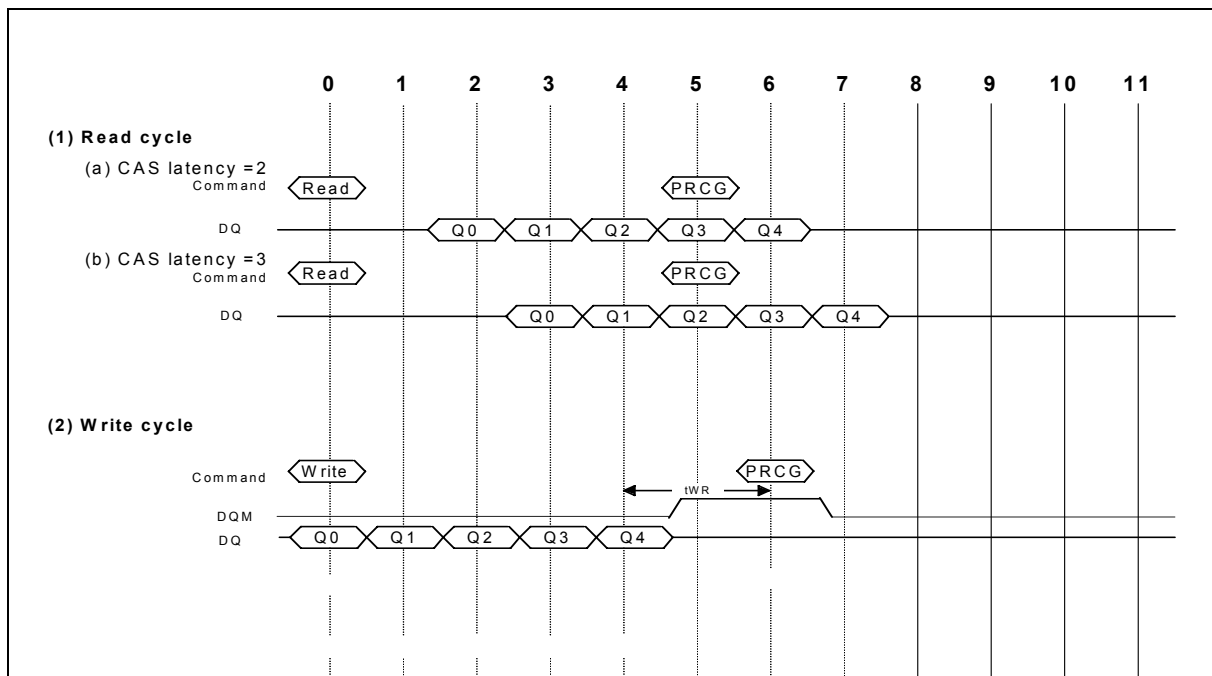 0 1 2 3 4 5 6 7 8 9 10 11
(1) Read cycle
(a) CAS latency =2
Command Read PRCG
DQ Q0 Q1 Q2 Q3 Q4
(b) CAS latency =3
Command Read PRCG
DQ Q0 Q1 Q2 Q3 Q4
(2) Write cycle
Command Write PRCG
tWR
DQM
DQ Q0 Q1 Q2 Q3 Q4